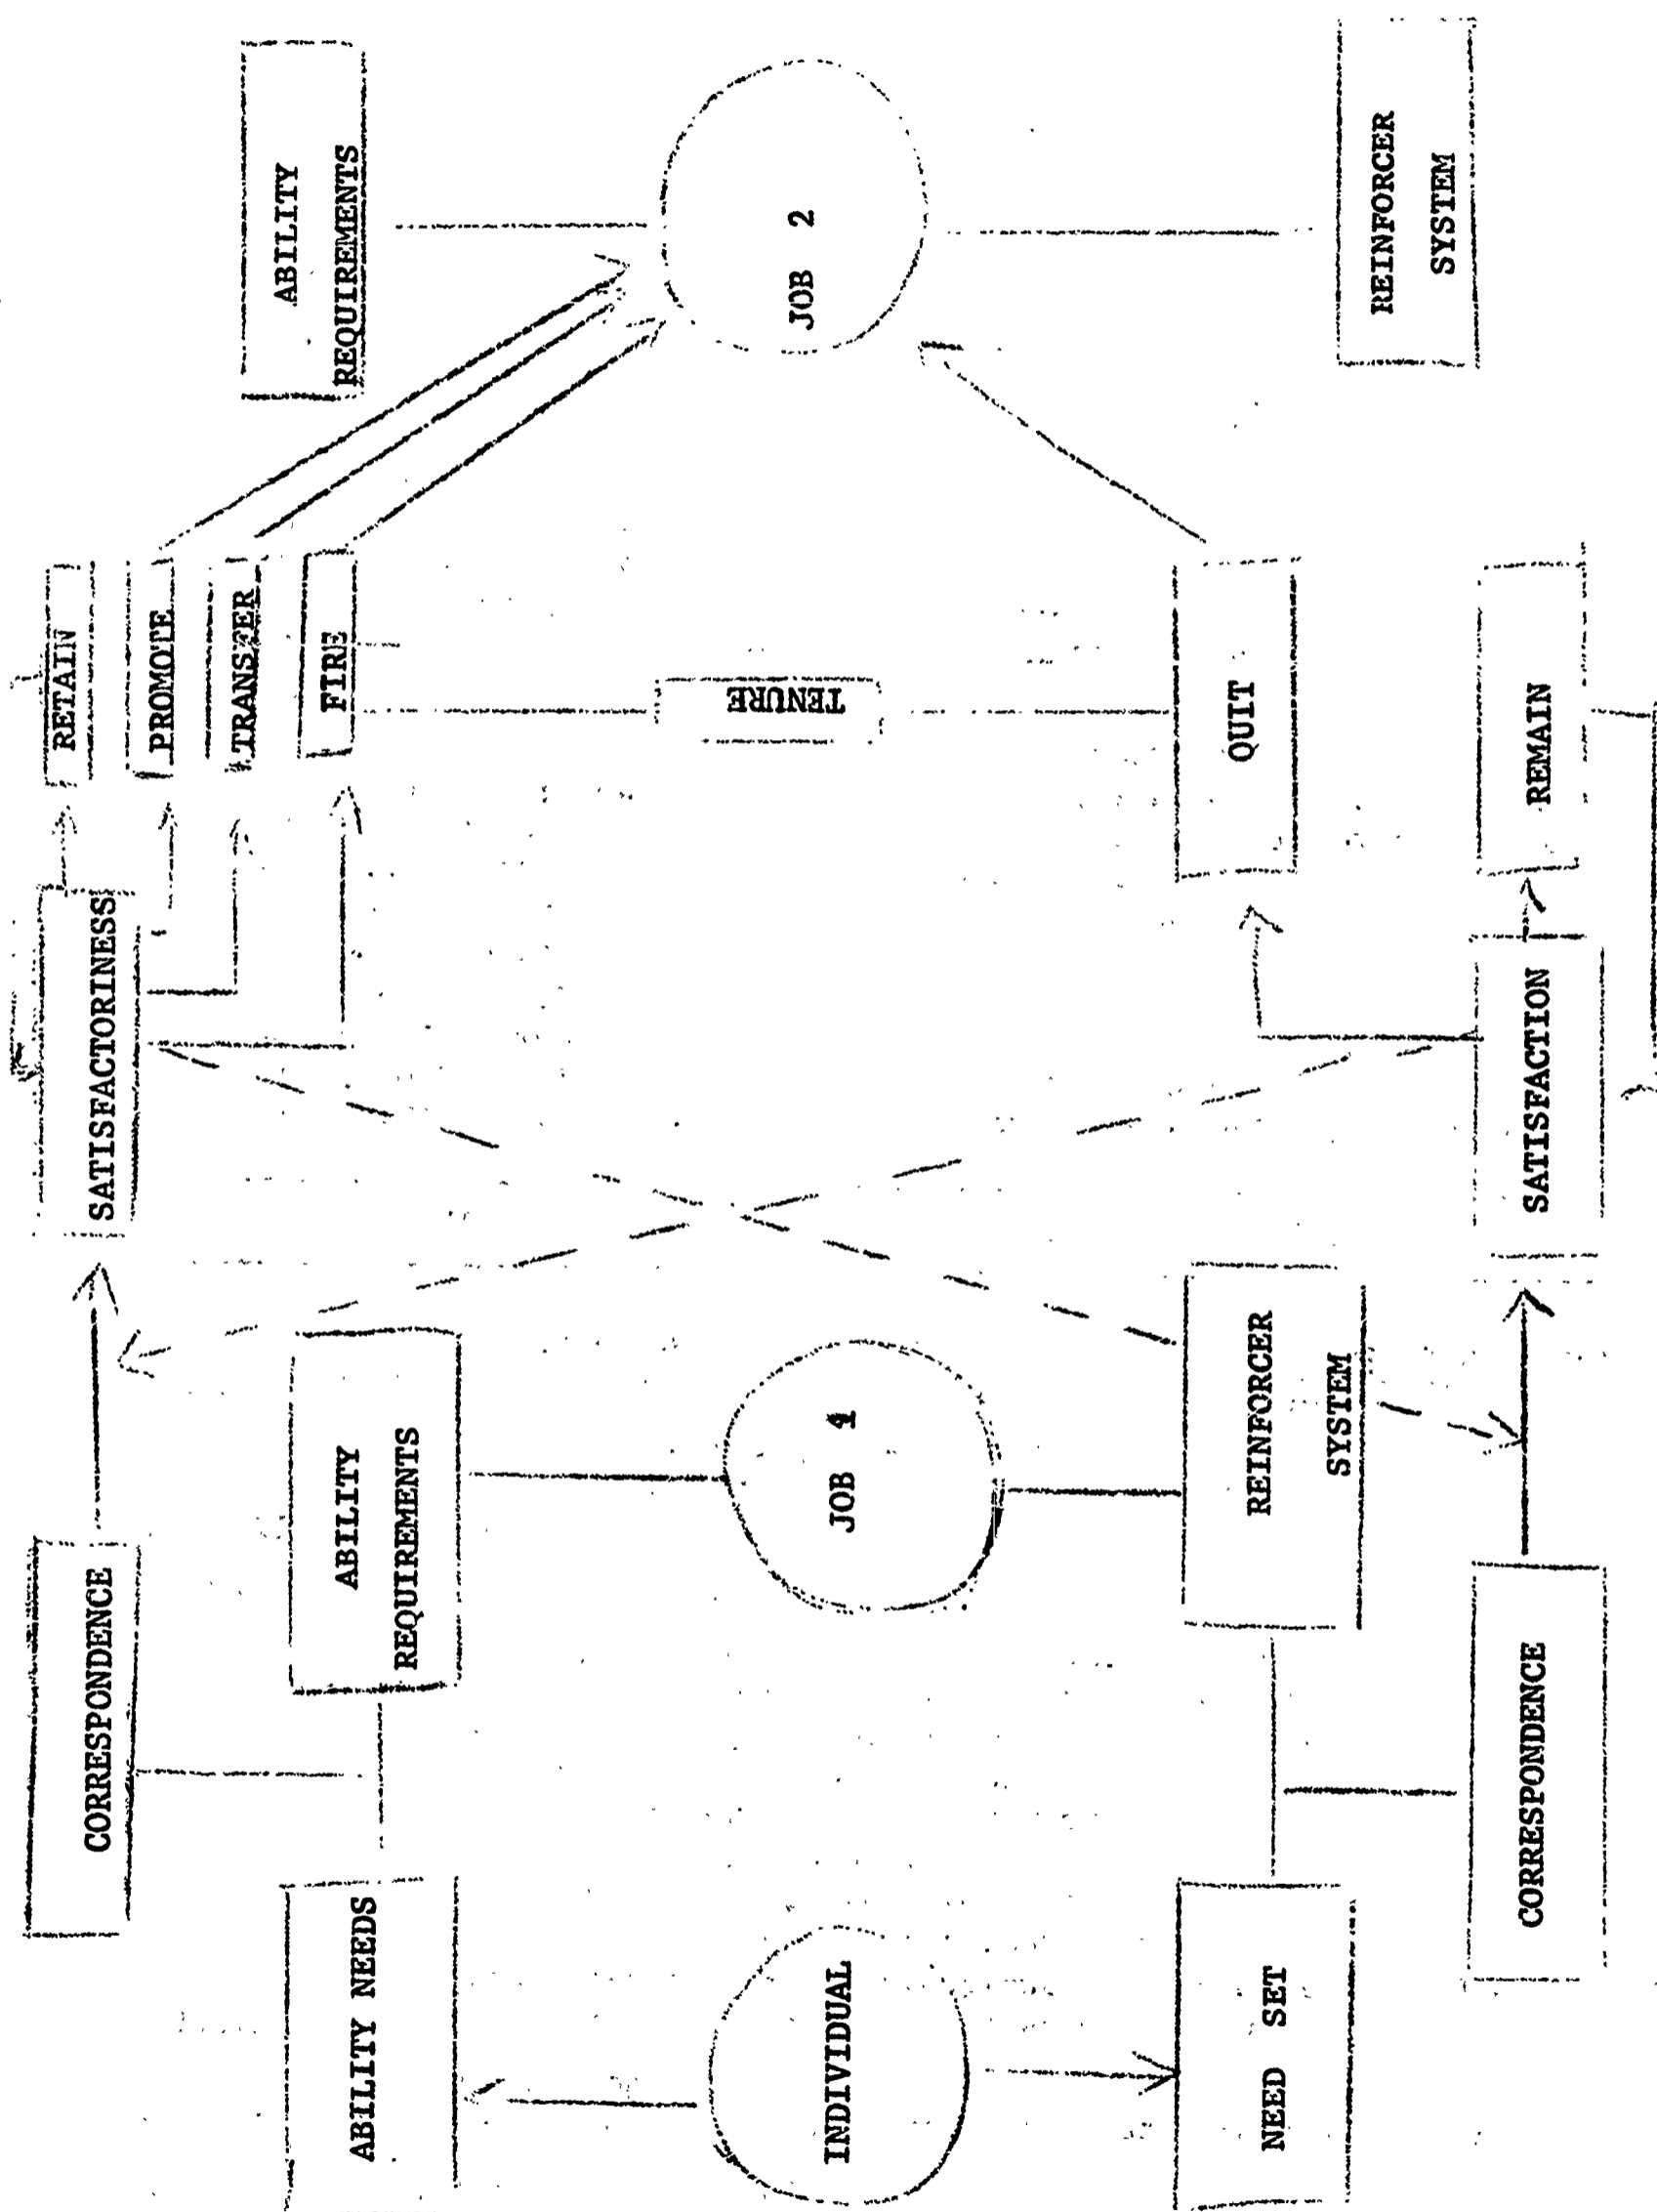 CORRESPONDENCE
SATISFACTORINESS
RETAIN
PROMOTE
TRANSFER
FIRE
ABILITY
REQUIREMENTS
ABILITY NEEDS
ABILITY
REQUIREMENTS
TENURE
INDIVIDUAL
JOB 1
JOB 2
NEED SET
REINFORCER
SYSTEM
QUIT
REINFORCER
SYSTEM
CORRESPONDENCE
SATISFACTION
REMAIN